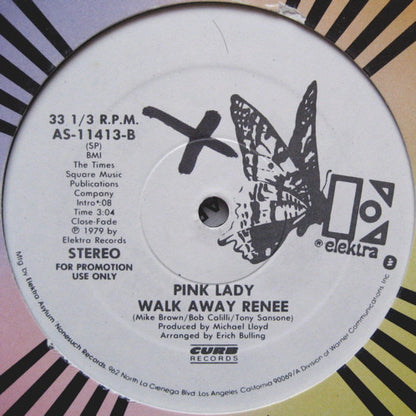 33 1/3 R.P.M.
AS-11413-B
(SP)
BMI
The Times
Square Music
Publications
Company
Intro*:08
Time 3:04
Close-Fade
℗ 1979 by
Elektra Records
STEREO
FOR PROMOTION
USE ONLY
® elektra
PINK LADY
WALK AWAY RENEE
(Mike Brown/Bob Calilli/Tony Sansone)
Produced by Michael Lloyd
Arranged by Erich Bulling
CURB
RECORDS
Mfg. by Elektra Asylum Nonesuch Records, 962 North La Cienega Blvd. Los Angeles, California 90069/A Division of Warner Communications